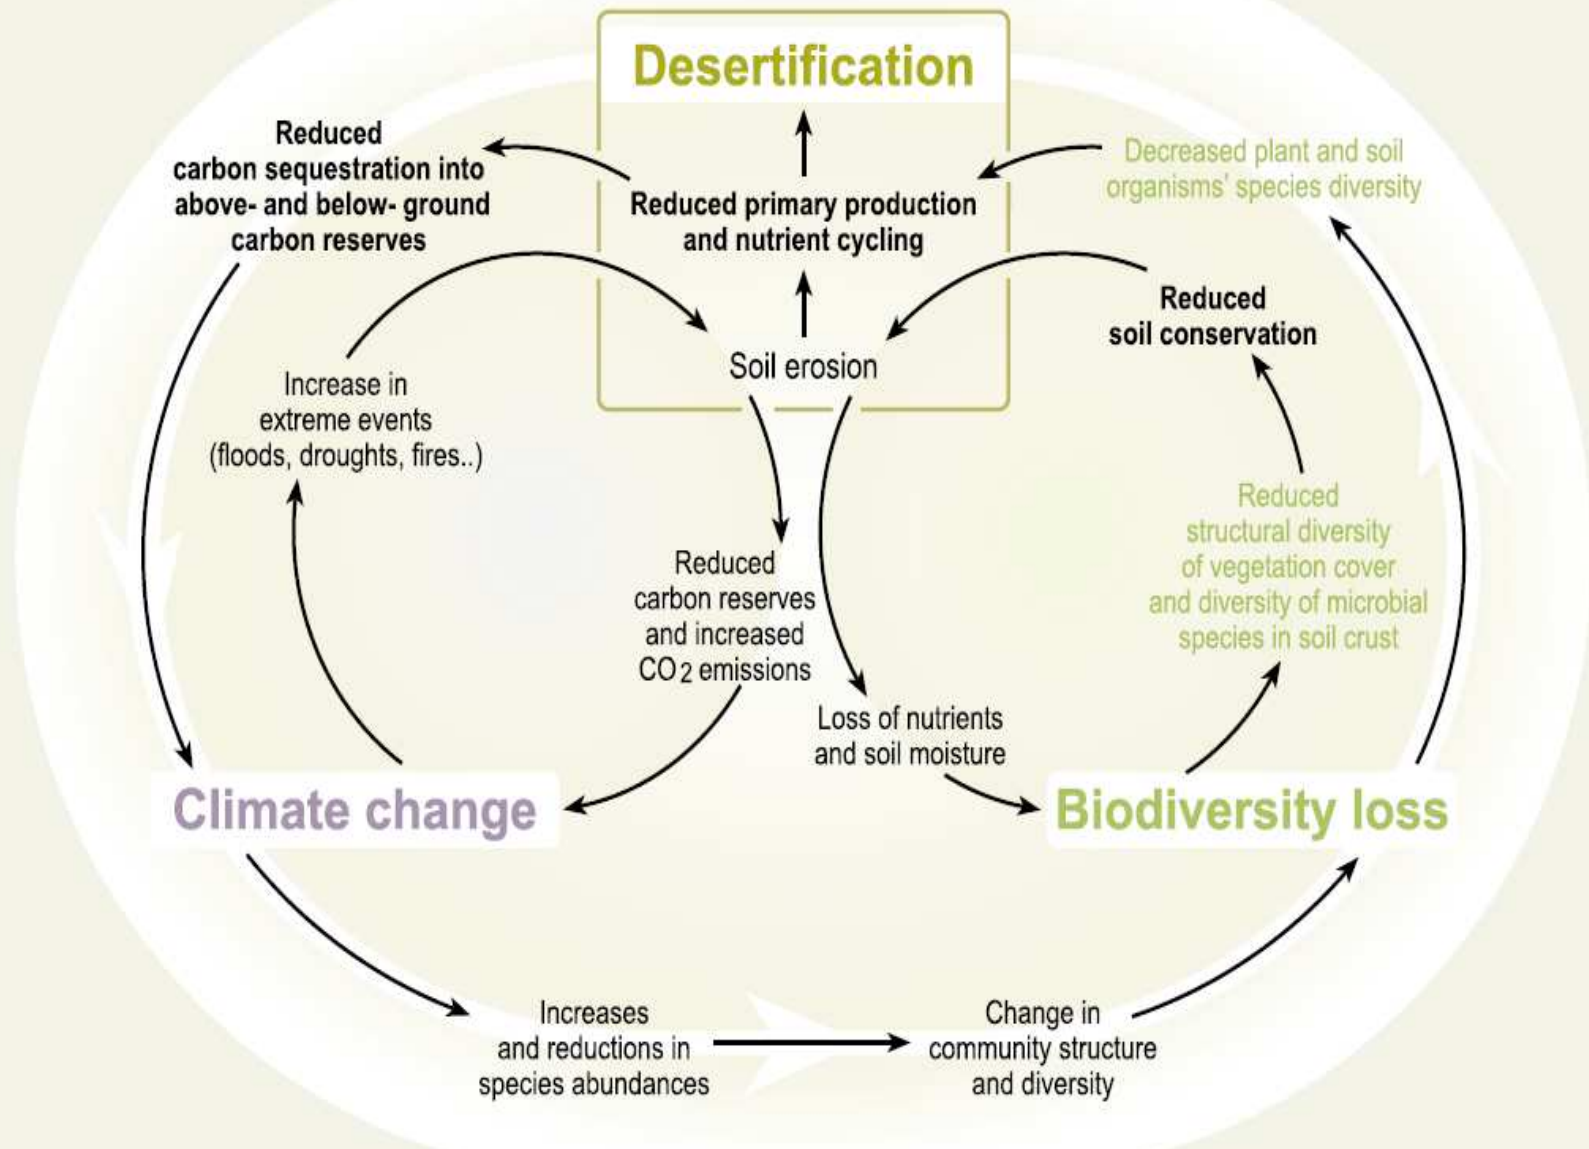 Desertification
Reduced
carbon sequestration into
above- and below- ground
carbon reserves
Reduced primary production
and nutrient cycling
Decreased plant and soil
organisms' species diversity
Reduced
soil conservation
Soil erosion
Increase in
extreme events
(floods, droughts, fires..)
Reduced
structural diversity
of vegetation cover
and diversity of microbial
species in soil crust
Reduced
carbon reserves
and increased
CO2 emissions
Loss of nutrients
and soil moisture
Climate change
Biodiversity loss
Increases
and reductions in
species abundances
Change in
community structure
and diversity